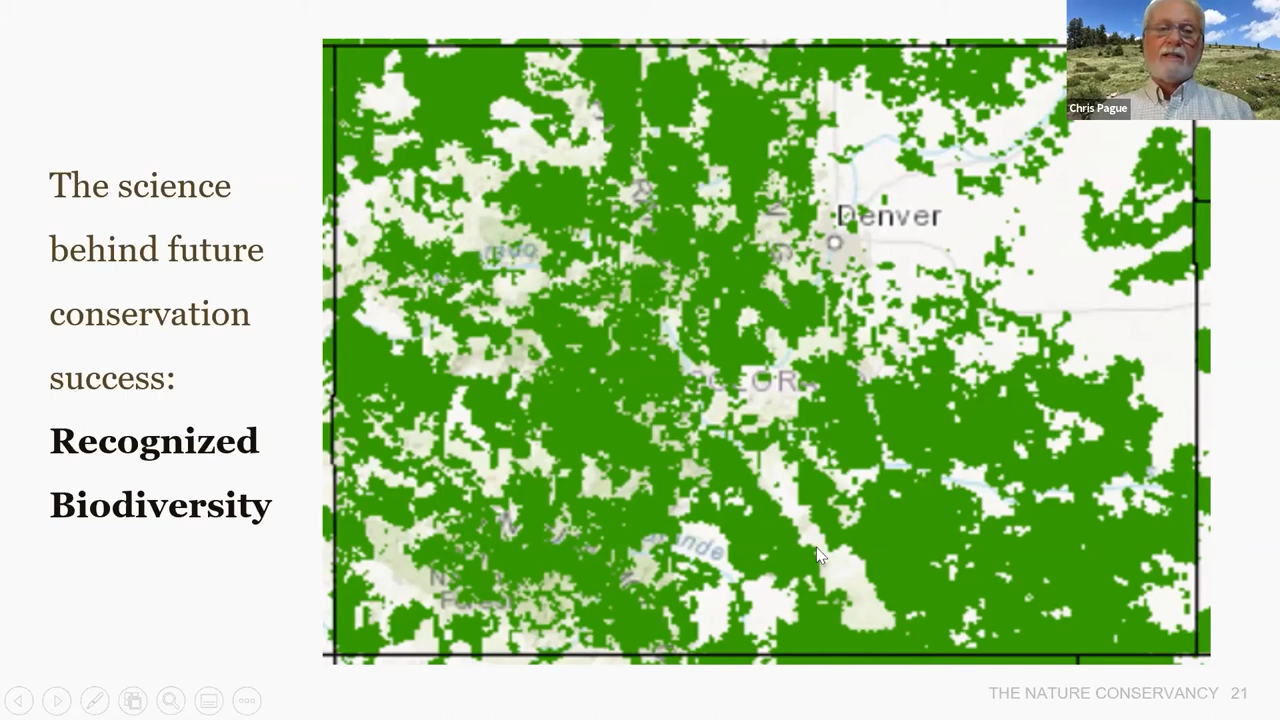 The science
behind future
conservation
success:
Recognized
Biodiversity
Chris Pague
Denver
THE NATURE CONSERVANCY 21